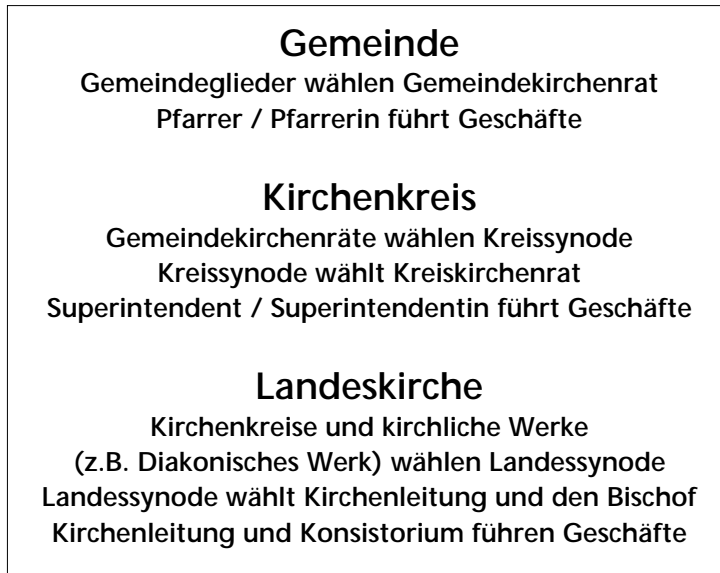 Gemeinde
Gemeindeglieder wählen Gemeindekirchenrat
Pfarrer / Pfarrerin führt Geschäfte
Kirchenkreis
Gemeindekirchenräte wählen Kreissynode
Kreissynode wählt Kreiskirchenrat
Superintendent / Superintendentin führt Geschäfte
Landeskirche
Kirchenkreise und kirchliche Werke
(z.B. Diakonisches Werk) wählen Landessynode
Landessynode wählt Kirchenleitung und den Bischof
Kirchenleitung und Konsistorium führen Geschäfte